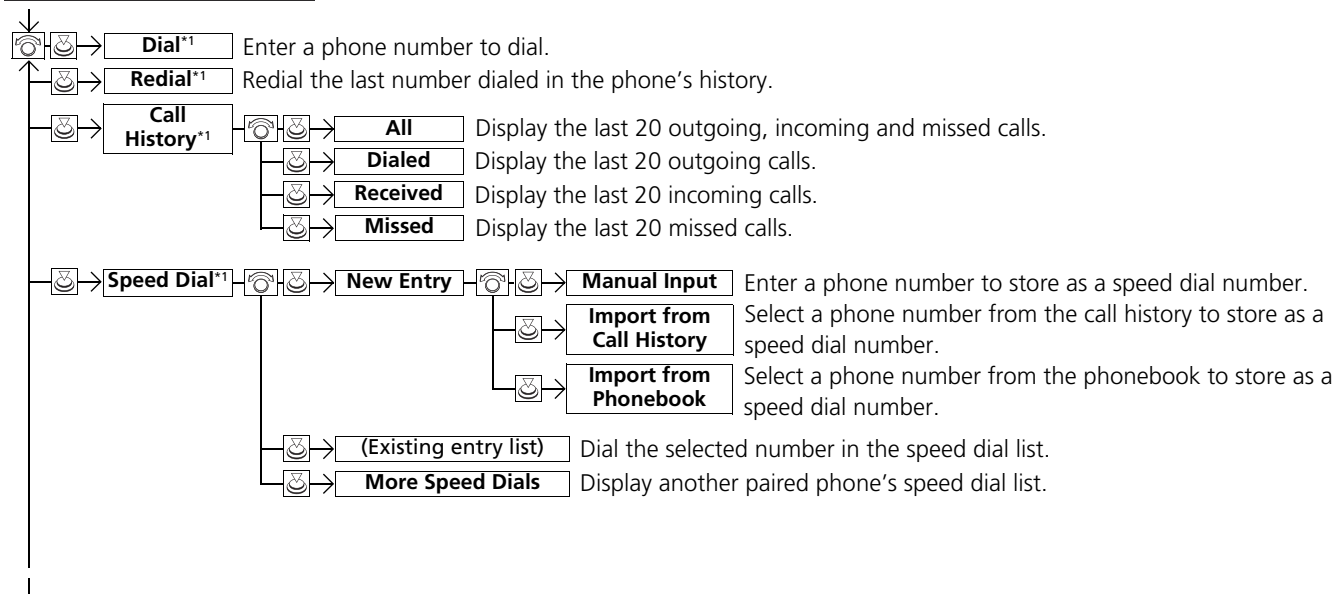 Dial*1 Enter a phone number to dial.
Redial*1 Redial the last number dialed in the phone’s history.
Call
History*1
All Display the last 20 outgoing, incoming and missed calls.
Dialed Display the last 20 outgoing calls.
Received Display the last 20 incoming calls.
Missed Display the last 20 missed calls.
Speed Dial*1 New Entry Manual Input Enter a phone number to store as a speed dial number.
Import from
Call History
Select a phone number from the call history to store as a
speed dial number.
Import from
Phonebook
Select a phone number from the phonebook to store as a
speed dial number.
(Existing entry list) Dial the selected number in the speed dial list.
More Speed Dials Display another paired phone’s speed dial list.